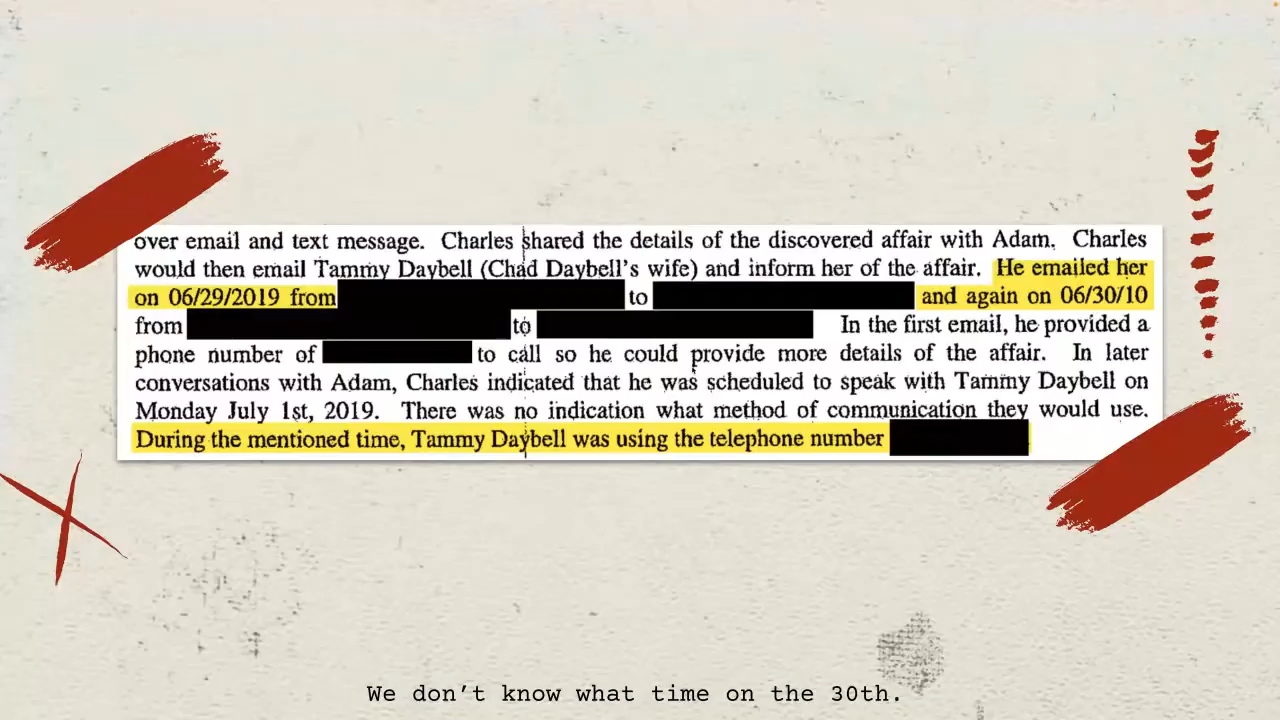 over email and text message. Charles shared the details of the discovered affair with Adam. Charles
would then email Tammy Daybell (Chad Daybell's wife) and inform her of the affair. He emailed her
on 06/29/2019 from to and again on 06/30/10
from to In the first email, he provided a
phone number of to call so he could provide more details of the affair. In later
conversations with Adam, Charles indicated that he was scheduled to speak with Tammy Daybell on
Monday July 1st, 2019. There was no indication what method of communication they would use.
During the mentioned time, Tammy Daybell was using the telephone number
We don't know what time on the 30th.